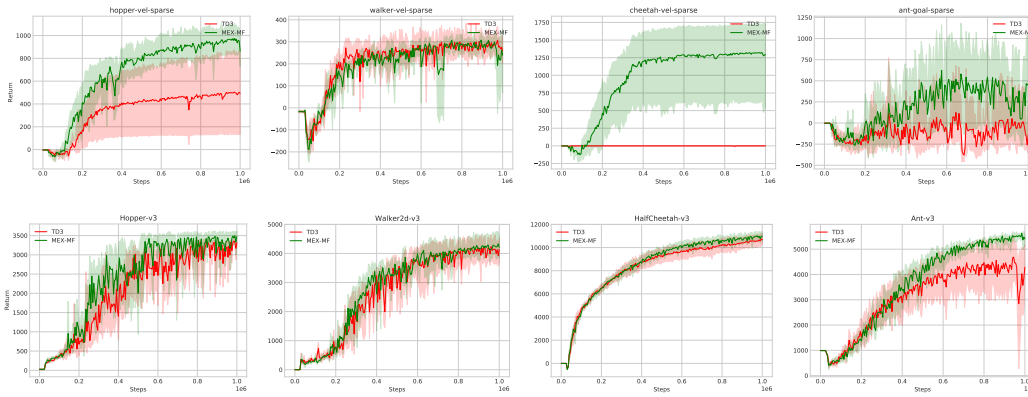 hopper-vel-sparse
TD3
MEX-MF
1000
800
600
400
200
0
Return
0.0 0.2 0.4 0.6 0.8 1.0
Steps
1e6
walker-vel-sparse
TD3
MEX-MF
400
300
200
100
0
−100
−200
0.0 0.2 0.4 0.6 0.8 1.0
Steps
1e6
cheetah-vel-sparse
TD3
MEX-MF
1750
1500
1250
1000
750
500
250
0
−250
0.0 0.2 0.4 0.6 0.8 1.0
Steps
1e6
ant-goal-sparse
TD3
MEX-MF
1250
1000
750
500
250
0
−250
−500
0.0 0.2 0.4 0.6 0.8 1.
Steps
1
Hopper-v3
TD3
MEX-MF
3500
3000
2500
2000
1500
1000
500
0
Return
0.0 0.2 0.4 0.6 0.8 1.0
Steps
1e6
Walker2d-v3
TD3
MEX-MF
5000
4000
3000
2000
1000
0
0.0 0.2 0.4 0.6 0.8 1.0
Steps
1e6
HalfCheetah-v3
TD3
MEX-MF
12000
10000
8000
6000
4000
2000
0
0.0 0.2 0.4 0.6 0.8 1.0
Steps
1e6
Ant-v3
TD3
MEX-MF
5000
4000
3000
2000
1000
0
0.0 0.2 0.4 0.6 0.8 1.
Steps
1